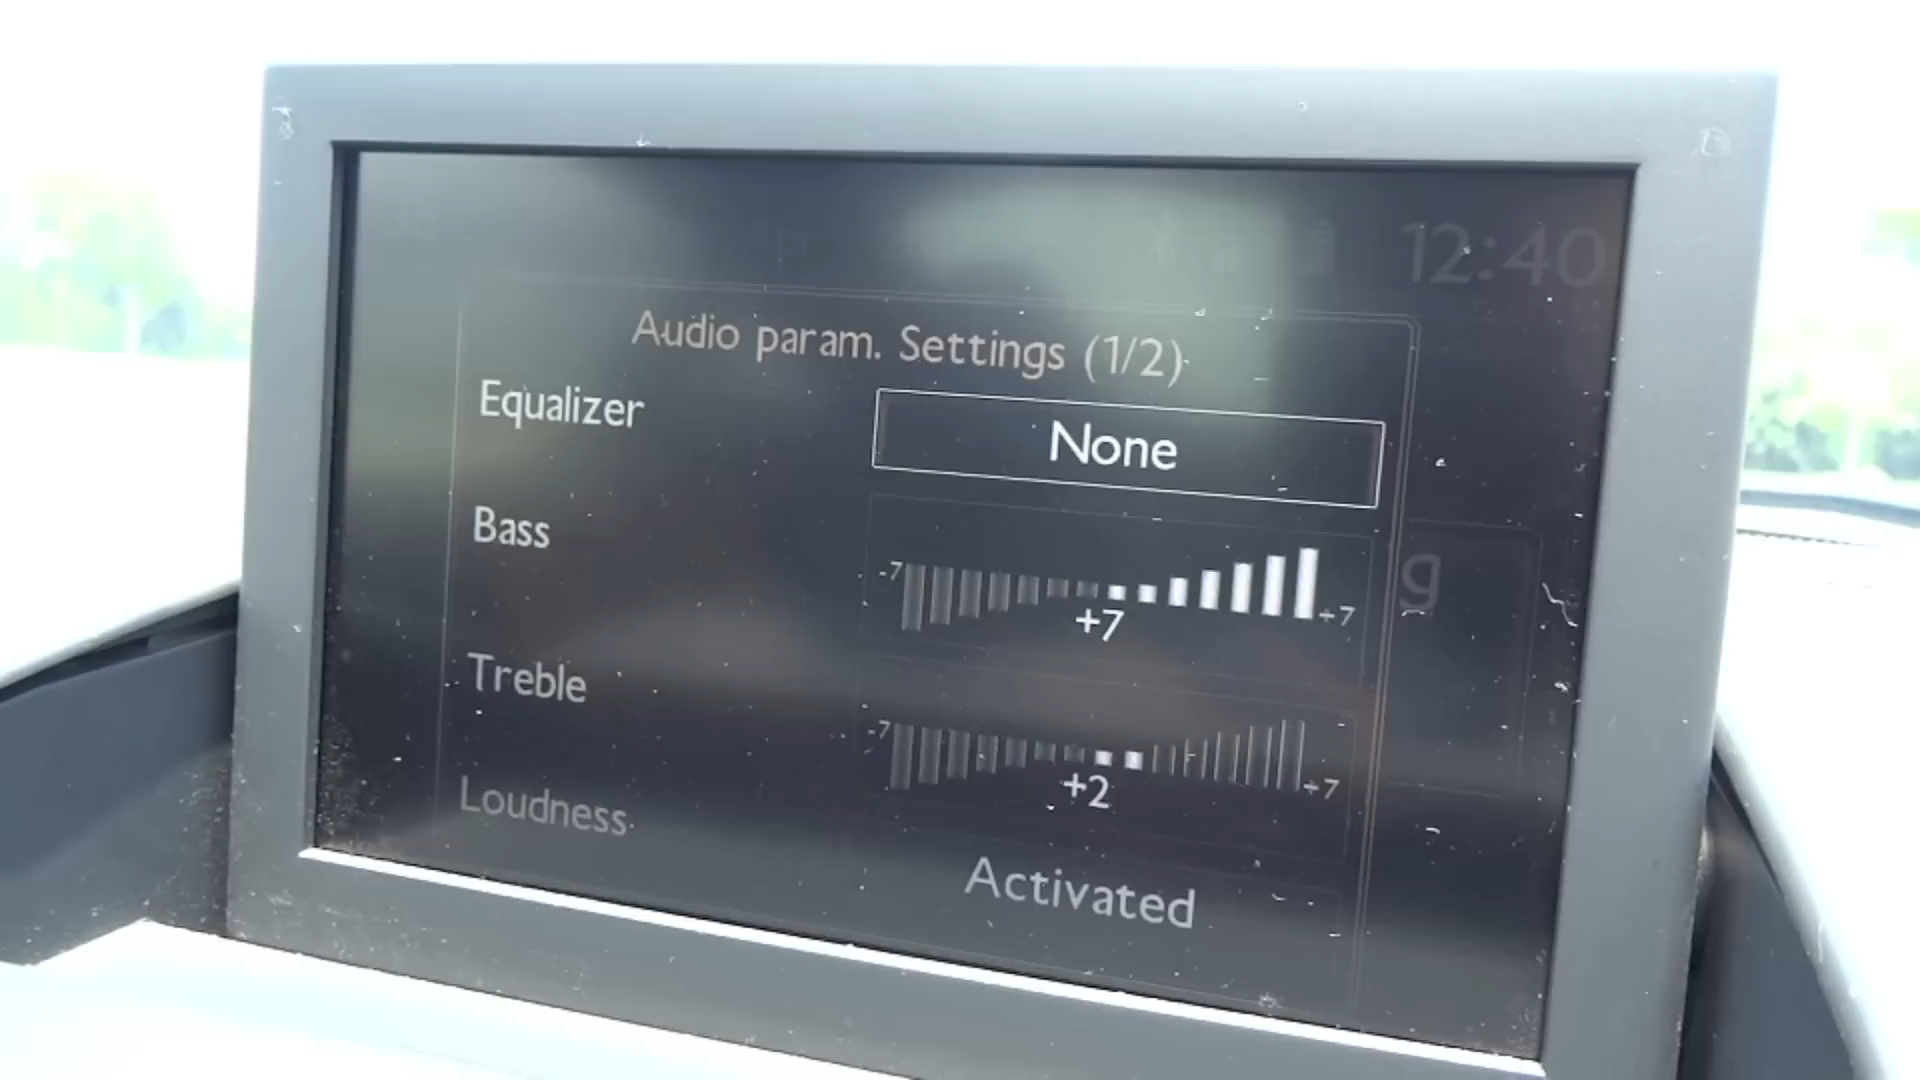 12:40
Audio param. Settings (1/2)
Equalizer
None
Bass
-7
+7
+7
Treble
-7
+2
+7
Loudness
Activated